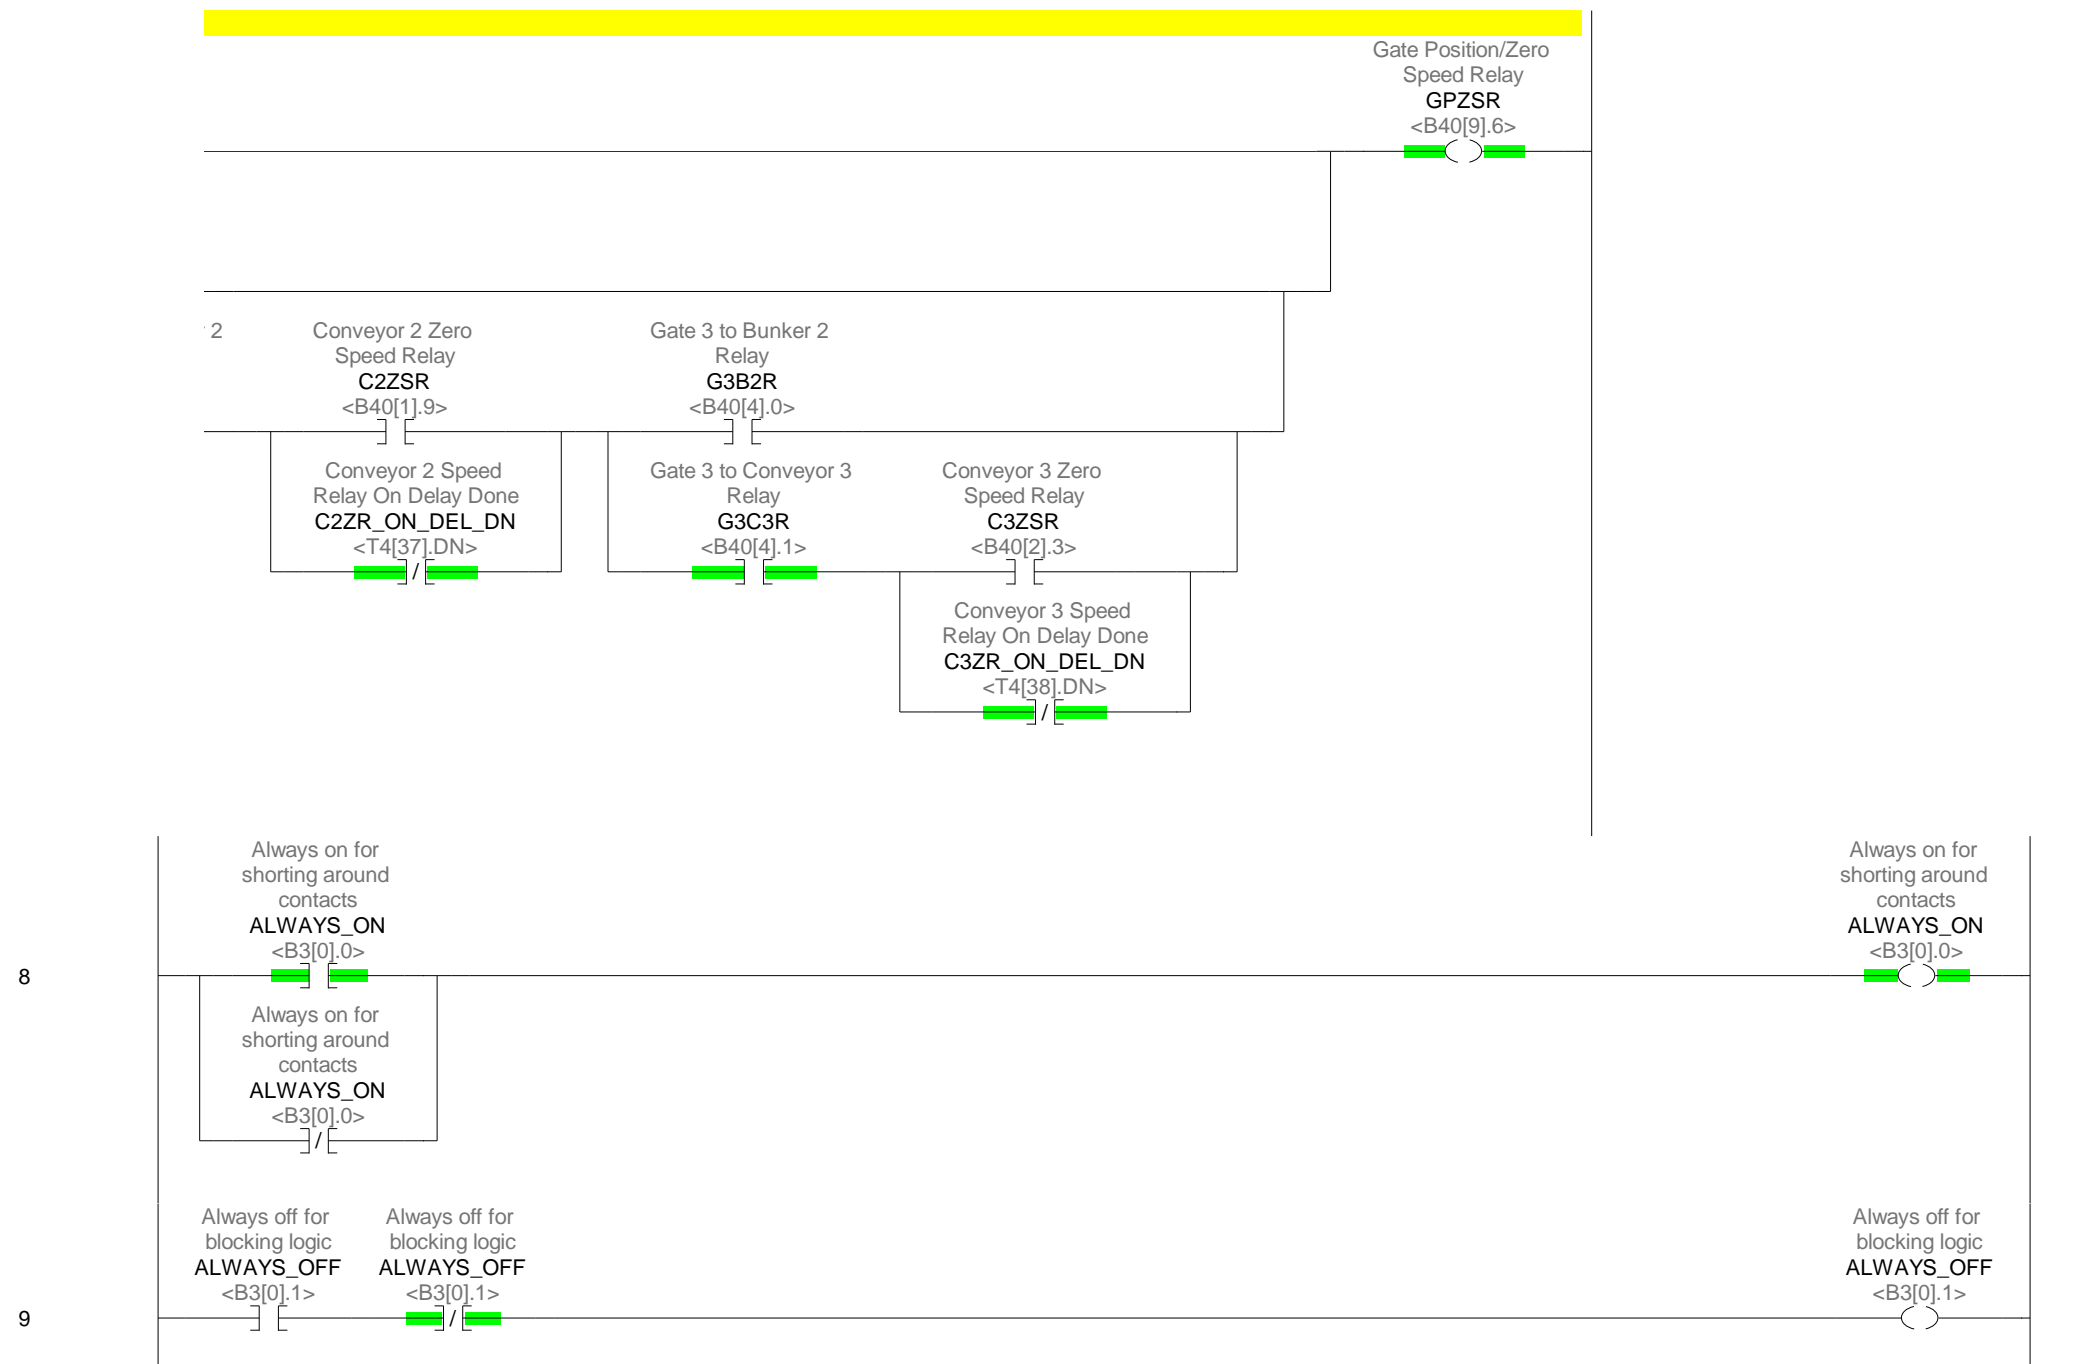 Gate Position/Zero
Speed Relay
GPZSR
<B40[9].6>
2
Conveyor 2 Zero
Speed Relay
C2ZSR
<B40[1].9>
Gate 3 to Bunker 2
Relay
G3B2R
<B40[4].0>
Conveyor 2 Speed
Relay On Delay Done
C2ZR_ON_DEL_DN
<T4[37].DN>
/
Gate 3 to Conveyor 3
Relay
G3C3R
<B40[4].1>
Conveyor 3 Zero
Speed Relay
C3ZSR
<B40[2].3>
Conveyor 3 Speed
Relay On Delay Done
C3ZR_ON_DEL_DN
<T4[38].DN>
/
8
Always on for
shorting around
contacts
ALWAYS_ON
<B3[0].0>
Always on for
shorting around
contacts
ALWAYS_ON
<B3[0].0>
Always on for
shorting around
contacts
ALWAYS_ON
<B3[0].0>
/
9
Always off for
blocking logic
ALWAYS_OFF
<B3[0].1>
Always off for
blocking logic
ALWAYS_OFF
<B3[0].1>
/
Always off for
blocking logic
ALWAYS_OFF
<B3[0].1>